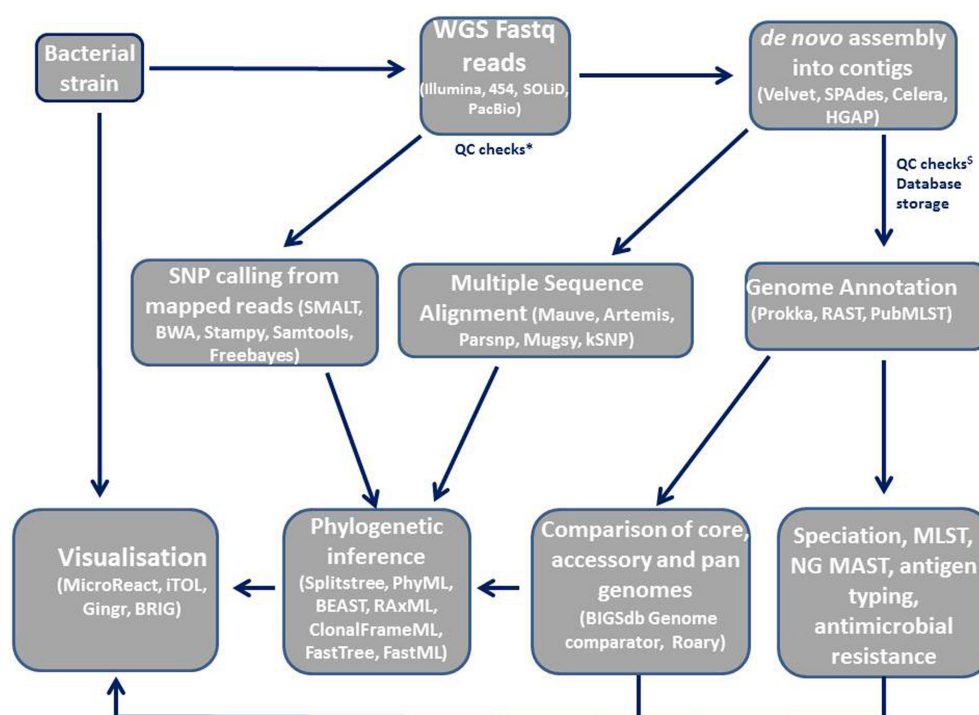 Bacterial
strain
WGS Fastq
reads
(Illumina, 454, SOLiD,
PacBio)
de novo assembly
into contigs
(Velvet, SPAdes, Celera,
HGAP)
QC checks*
QC checks$
Database
storage
SNP calling from
mapped reads (SMALT,
BWA, Stampy, Samtools,
Freebayes)
Multiple Sequence
Alignment (Mauve, Artemis,
Parsnp, Mugsy, kSNP)
Genome Annotation
(Prokka, RAST, PubMLST)
Visualisation
(MicroReact, iTOL,
Gingr, BRIG)
Phylogenetic
inference
(Splitstree, PhyML,
BEAST, RAxML,
ClonalFrameML,
FastTree, FastML)
Comparison of core,
accessory and pan
genomes
(BIGSdb Genome
comparator, Roary)
Speciation, MLST,
NG MAST, antigen
typing,
antimicrobial
resistance